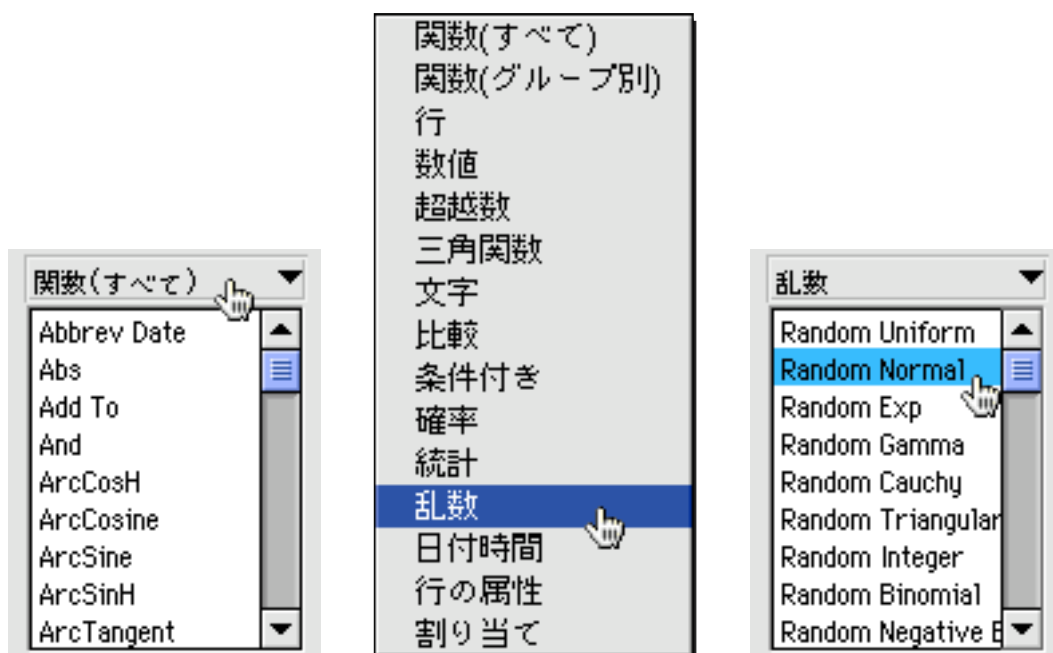 関数(すべて)
Abbrev Date
Abs
Add To
And
ArcCosH
ArcCosine
ArcSine
ArcSinH
ArcTangent
関数(すべて)
関数(グループ別)
行
数値
超越数
三角関数
文字
比較
条件付き
確率
統計
乱数
日付時間
行の属性
割り当て
乱数
Random Uniform
Random Normal
Random Exp
Random Gamma
Random Cauchy
Random Triangular
Random Integer
Random Binomial
Random Negative